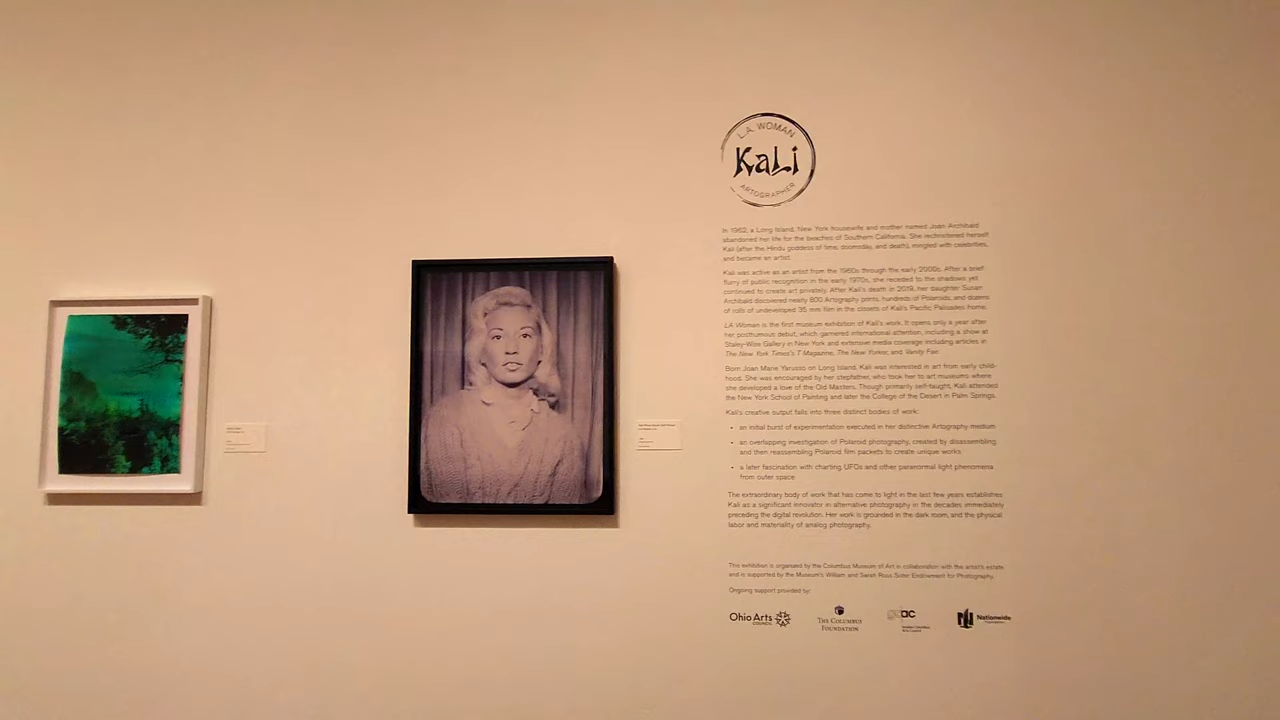 L.A. WOMAN
KaLi
ARTOGRAPHER
In 1962, a Long Island, New York housewife and mother named Joan Archibald
abandoned her life for the beaches of Southern California. She rechristened herself
Kali (after the Hindu goddess of time, doomsday, and death), mingled with celebrities,
and became an artist.
Kali was active as an artist from the 1960s through the early 2000s. After a brief
flurry of public recognition in the early 1970s, she receded to the shadows yet
continued to create art privately. After Kali's death in 2019, her daughter Susan
Archibald discovered nearly 800 Artography prints, hundreds of Polaroids, and dozens
of rolls of undeveloped 35 mm film in the closets of Kali's Pacific Palisades home.
LA Woman is the first museum exhibition of Kali's work. It opens only a year after
her posthumous debut, which garnered international attention, including a show at
Staley-Wise Gallery in New York and extensive media coverage including articles in
The New York Times's T Magazine, The New Yorker, and Vanity Fair.
Born Joan Marie Yarusso on Long Island, Kali was interested in art from early child-
hood. She was encouraged by her stepfather, who took her to art museums where
she developed a love of the Old Masters. Though primarily self-taught, Kali attended
the New York School of Painting and later the College of the Desert in Palm Springs.
Kali's creative output falls into three distinct bodies of work:
• an initial burst of experimentation executed in her distinctive Artography medium
• an overlapping investigation of Polaroid photography, created by disassembling
and then reassembling Polaroid film packets to create unique works
• a later fascination with charting UFOs and other paranormal light phenomena
from outer space
The extraordinary body of work that has come to light in the last few years establishes
Kali as a significant innovator in alternative photography in the decades immediately
preceding the digital revolution. Her work is grounded in the dark room, and the physical
labor and materiality of analog photography.
This exhibition is organized by the Columbus Museum of Art in collaboration with the artist's estate
and is supported by the Museum's William and Sarah Ross Soter Endowment for Photography.
Ongoing support provided by:
Ohio Arts
COUNCIL
THE COLUMBUS
FOUNDATION
gcac
Greater Columbus
Arts Council
Nationwide